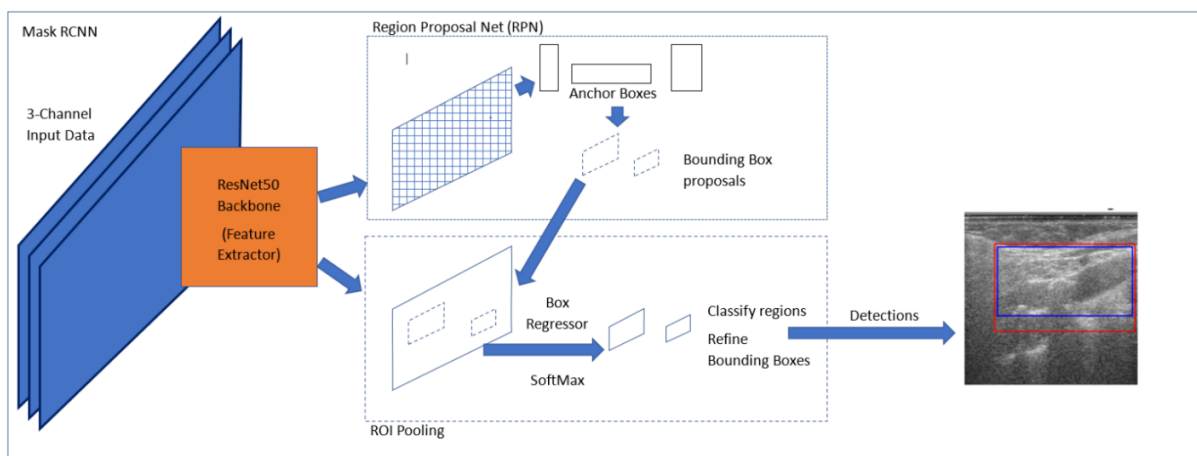 Mask RCNN
3-Channel
Input Data
ResNet50
Backbone
(Feature
Extractor)
Region Proposal Net (RPN)
Anchor Boxes
Bounding Box
proposals
Box
Regressor
SoftMax
Classify regions
Refine
Bounding Boxes
ROI Pooling
Detections